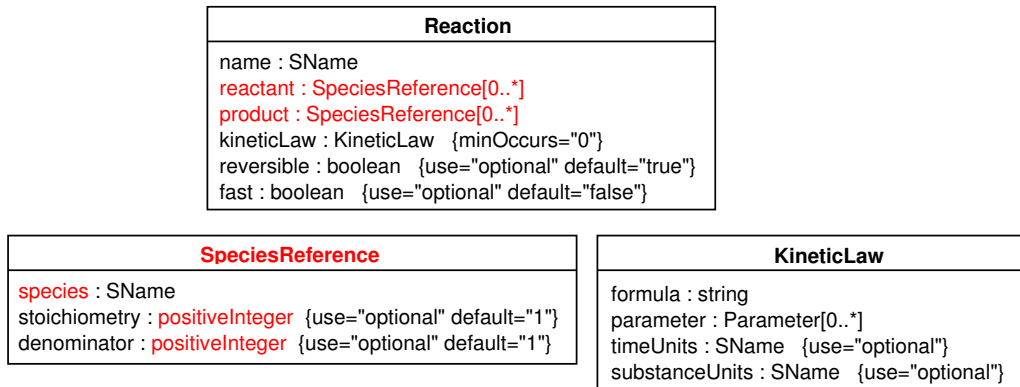 Reaction
name : SName
reactant : SpeciesReference[0..*]
product : SpeciesReference[0..*]
kineticLaw : KineticLaw {minOccurs="0"}
reversible : boolean {use="optional" default="true"}
fast : boolean {use="optional" default="false"}
SpeciesReference
species : SName
stoichiometry : positiveInteger {use="optional" default="1"}
denominator : positiveInteger {use="optional" default="1"}
KineticLaw
formula : string
parameter : Parameter[0..*]
timeUnits : SName {use="optional"}
substanceUnits : SName {use="optional"}